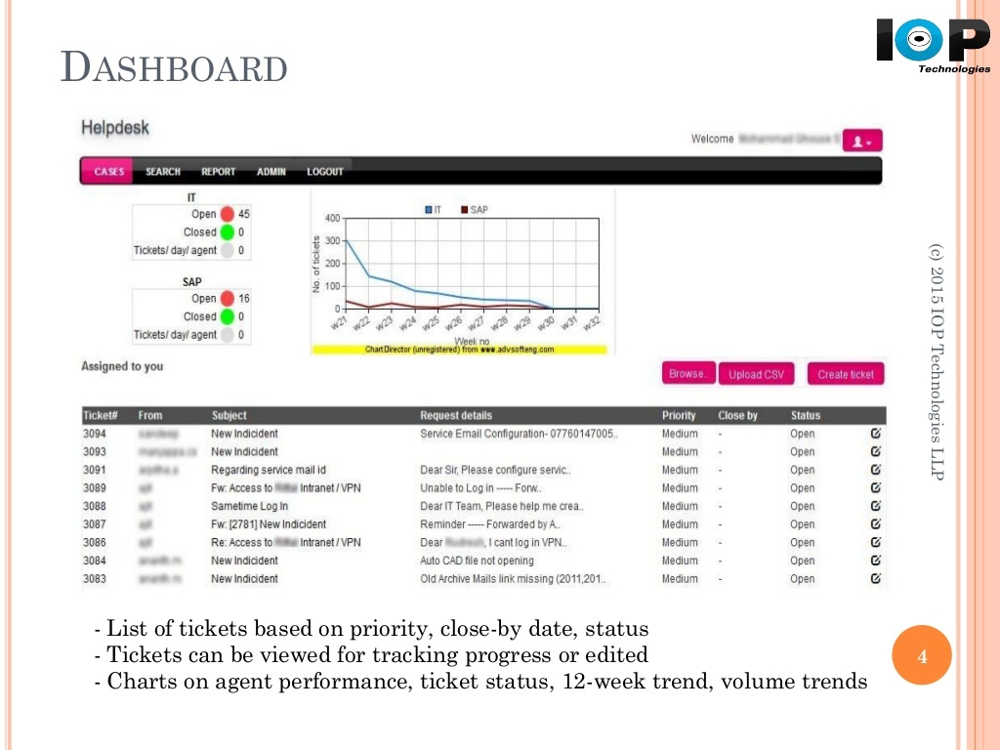 DASHBOARD
IOP
Technologies
Helpdesk
Welcome
CASES SEARCH REPORT ADMIN LOGOUT
IT
Open 45
Closed 0
Tickets/ day/ agent 0
SAP
Open 16
Closed 0
Tickets/ day/ agent 0
IT SAP
400
300
200
100
0
No. of tickets
w21 w22 w23 w24 w25 w26 w27 w28 w29 w30 w31 w32
Week no
ChartDirector (unregistered) from www.advsofteng.com
Assigned to you
Browse.. Upload CSV Create ticket
Ticket# From Subject Request details Priority Close by Status
3094 New Indicident Service Email Configuration- 07760147005.. Medium - Open
3093 New Indicident Medium - Open
3091 Regarding service mail id Dear Sir, Please configure servic.. Medium - Open
3089 Fw: Access to Intranet / VPN Unable to Log in ----- Forw.. Medium - Open
3088 Sametime Log In Dear IT Team, Please help me crea.. Medium - Open
3087 Fw: [2781] New Indicident Reminder ----- Forwarded by A.. Medium - Open
3086 Re: Access to Intranet / VPN Dear , I cant log in VPN.. Medium - Open
3084 New Indicident Auto CAD file not opening Medium - Open
3083 New Indicident Old Archive Mails link missing (2011,201.. Medium - Open
- List of tickets based on priority, close-by date, status
- Tickets can be viewed for tracking progress or edited
- Charts on agent performance, ticket status, 12-week trend, volume trends
(c) 2015 IOP Technologies LLP
4